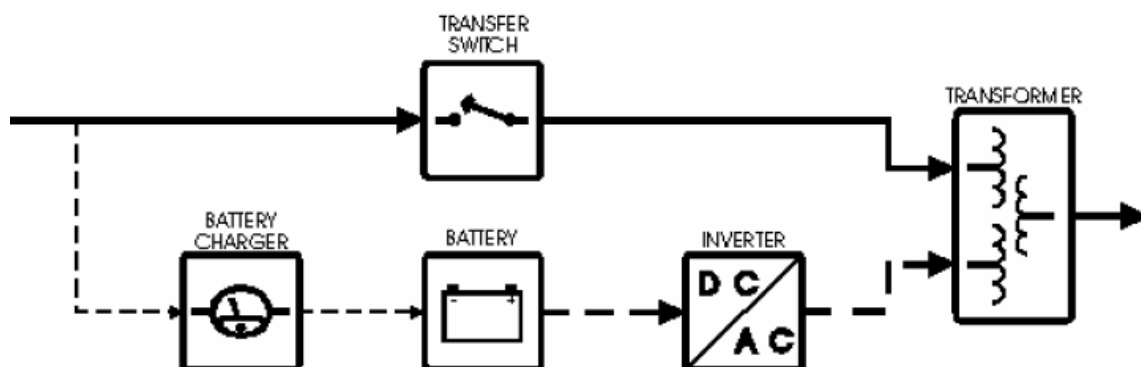 TRANSFER
SWITCH
TRANSFORMER
BATTERY
CHARGER
BATTERY
INVERTER
- +
D C
A C